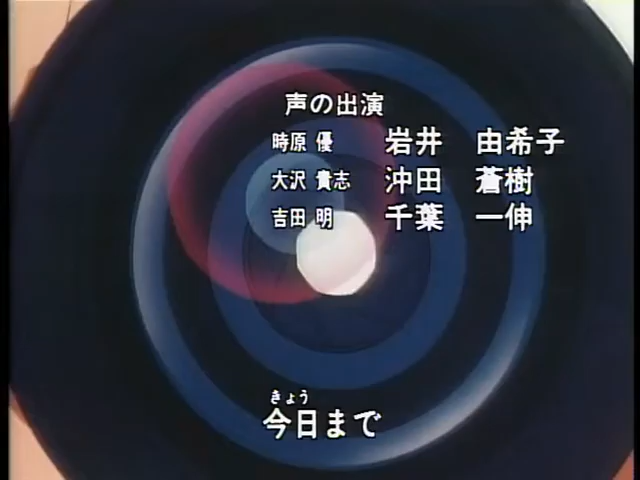 声の出演
時原 優 岩井 由希子
大沢 貴志 沖田 蒼樹
吉田 明 千葉 一伸
きょう
今日まで